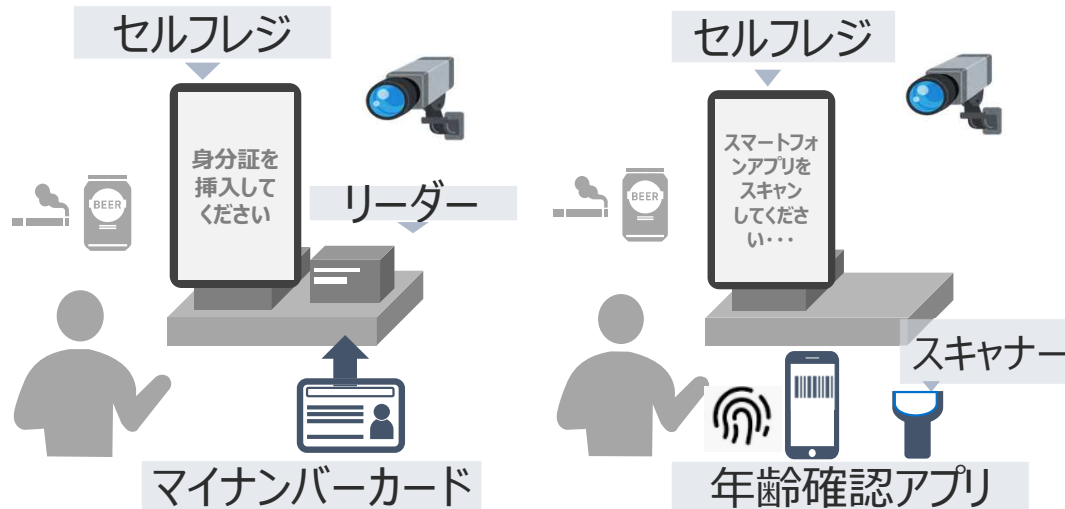 セルフレジ
身分証を
挿入して
ください
BEER
リーダー
マイナンバーカード
セルフレジ
スマートフォ
ンアプリを
スキャン
してくださ
い・・・
BEER
スキャナー
年齢確認アプリ